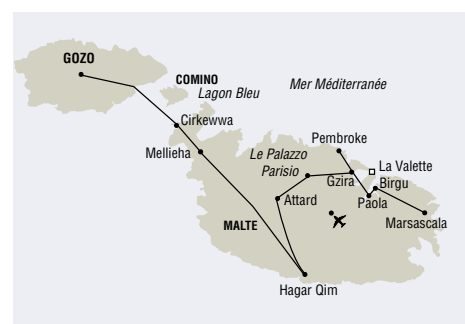 GOZO
COMINO
Lagon Bleu
Mer Méditerranée
Cirkewwa
Mellieha
Pembroke
Le Palazzo
Parisio
Gzira
La Valette
Birgu
Attard
Paola
MALTE
Marsascala
Hagar Qim